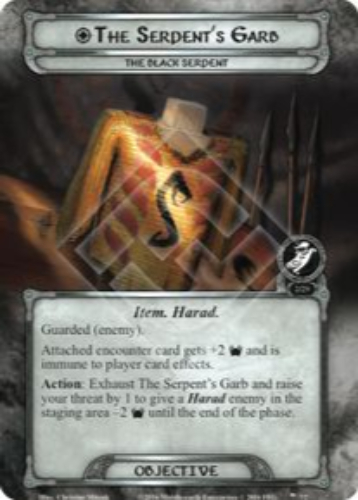 The Serpent's Garb
The Black Serpent
Item. Harad.
Guarded (enemy).
Attached encounter card gets +2 and is
immune to player card effects.
Action: Exhaust The Serpent's Garb and raise
your threat by 1 to give a Harad enemy in the
staging area -2 until the end of the phase.
Objective